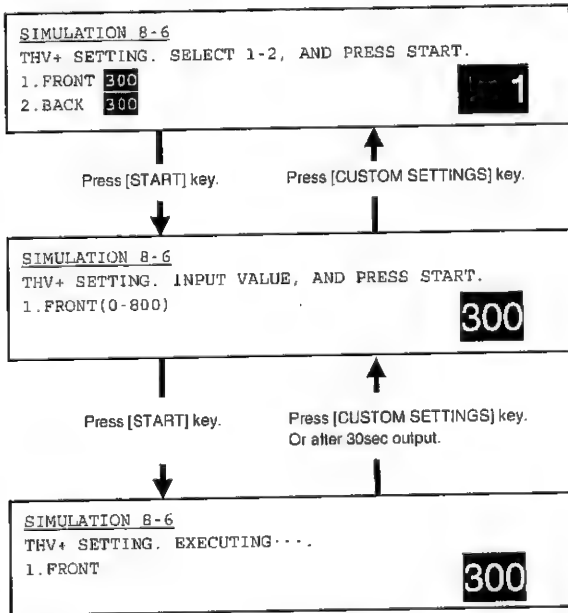 SIMULATION 8-6
THV+ SETTING. SELECT 1-2, AND PRESS START.
1.FRONT 300
2.BACK 300
1
Press [START] key.
Press [CUSTOM SETTINGS] key.
SIMULATION 8-6
THV+ SETTING. INPUT VALUE, AND PRESS START.
1.FRONT(0-800)
300
Press [START] key.
Press [CUSTOM SETTINGS] key.
Or after 30sec output.
SIMULATION 8-6
THV+ SETTING. EXECUTING····.
1.FRONT
300